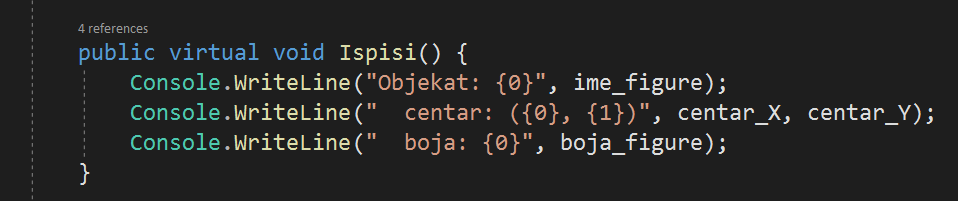 4 references
public virtual void Ispisi() {
    Console.WriteLine("Objekat: {0}", ime_figure);
    Console.WriteLine("  centar: ({0}, {1})", centar_X, centar_Y);
    Console.WriteLine("  boja: {0}", boja_figure);
}